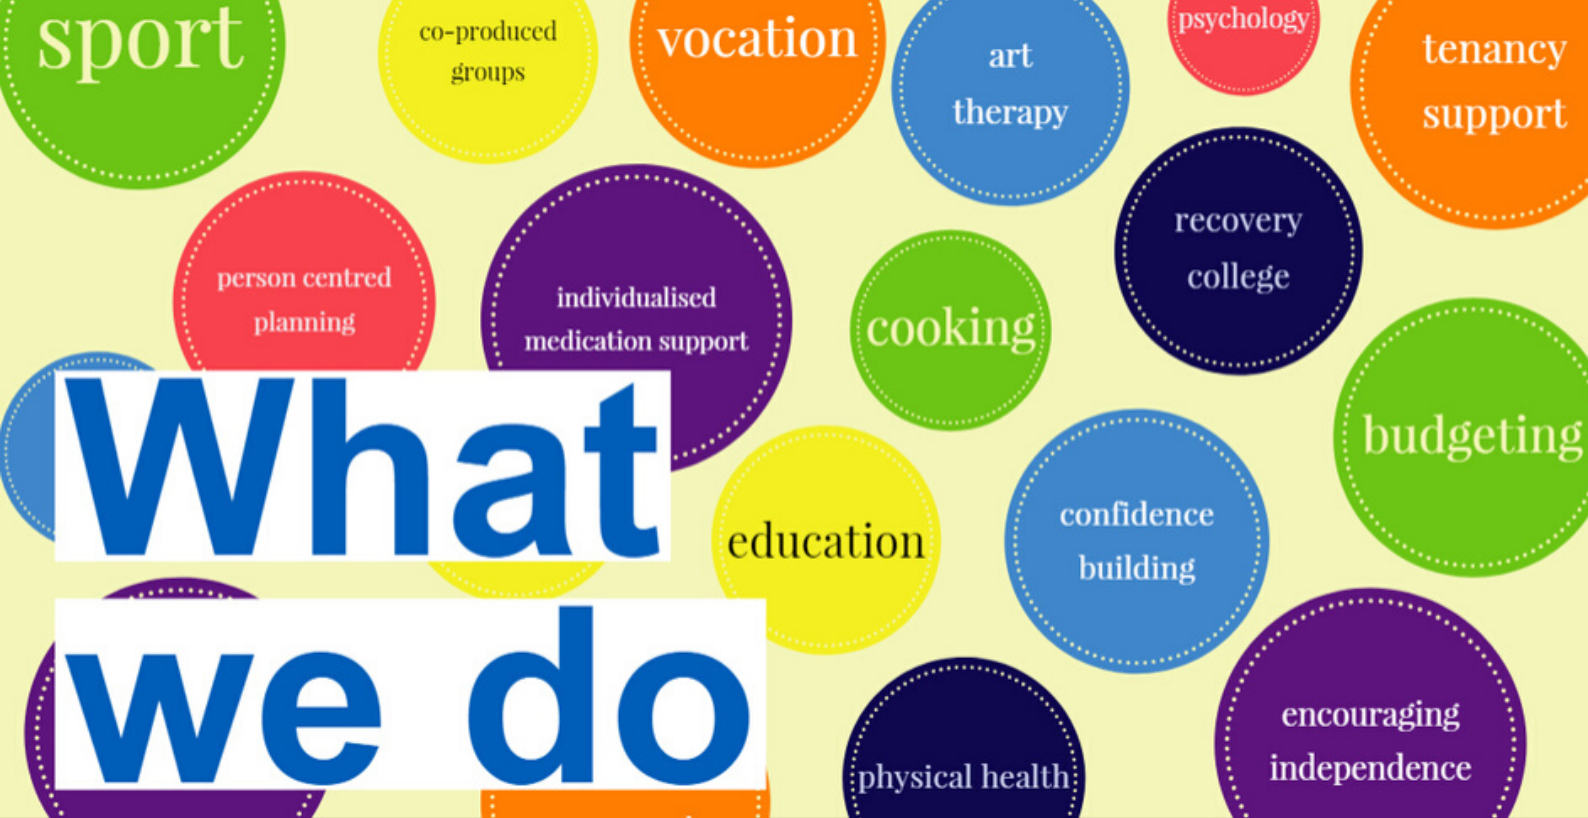 sport
co-produced
groups
vocation
art
therapy
psychology
tenancy
support
person centred
planning
individualised
medication support
cooking
recovery
college
budgeting
What
we do
education
confidence
building
physical health
encouraging
independence